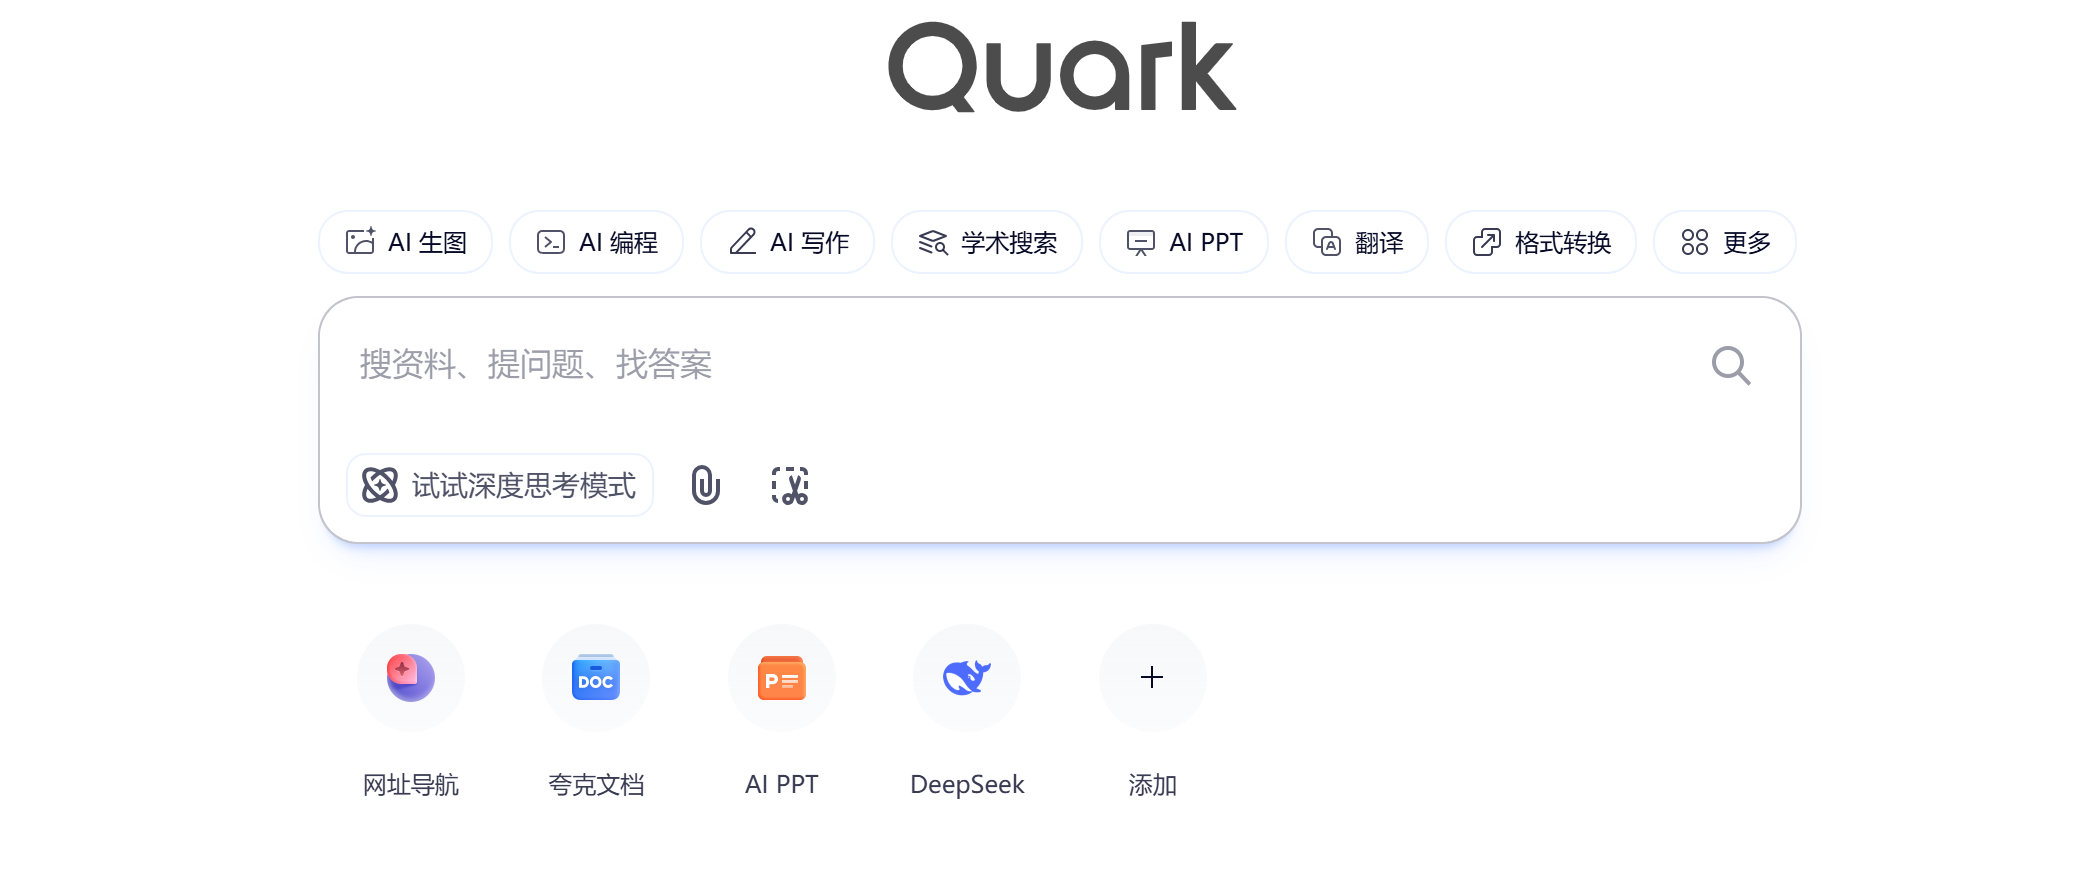 Quark
AI 生图 AI 编程 AI 写作 学术搜索 AI PPT 翻译 格式转换 更多
搜资料、提问题、找答案
试试深度思考模式
DOC P
网址导航 夸克文档 AI PPT DeepSeek 添加